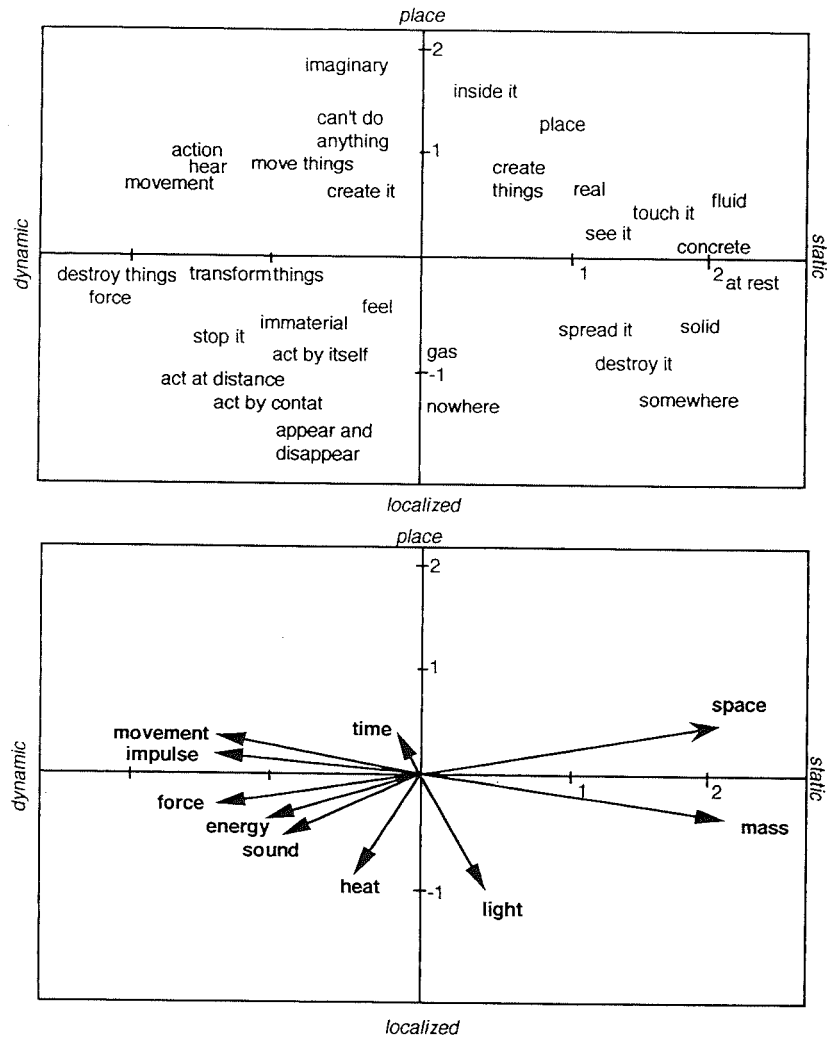 place
2
imaginary
inside it
can't do
anything
place
1
action
hear
movement
move things
create it
create
things
real
fluid
touch it
see it
concrete
dynamic
static
1
2
at rest
destroy things
transform things
force
feel
immaterial
stop it
act by itself
gas
spread it
solid
destroy it
-1
act at distance
act by contat
nowhere
somewhere
appear and
disappear
localized
place
2
1
space
movement
time
impulse
dynamic
static
1
2
force
energy
sound
mass
heat
-1
light
localized